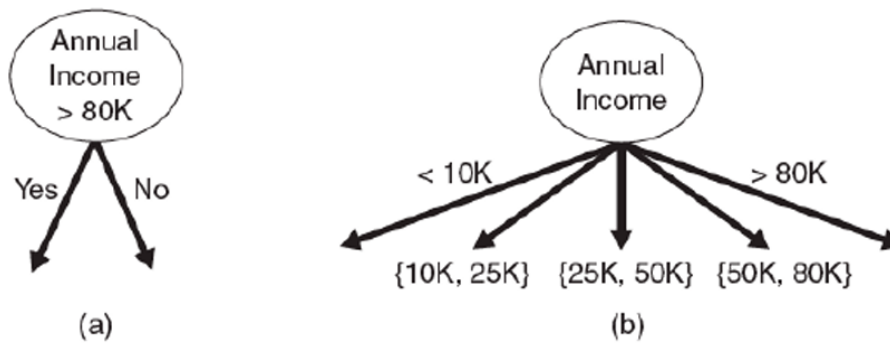 Annual
Income
> 80K
Yes
No
(a)
Annual
Income
< 10K
> 80K
{10K, 25K}
{25K, 50K}
{50K, 80K}
(b)